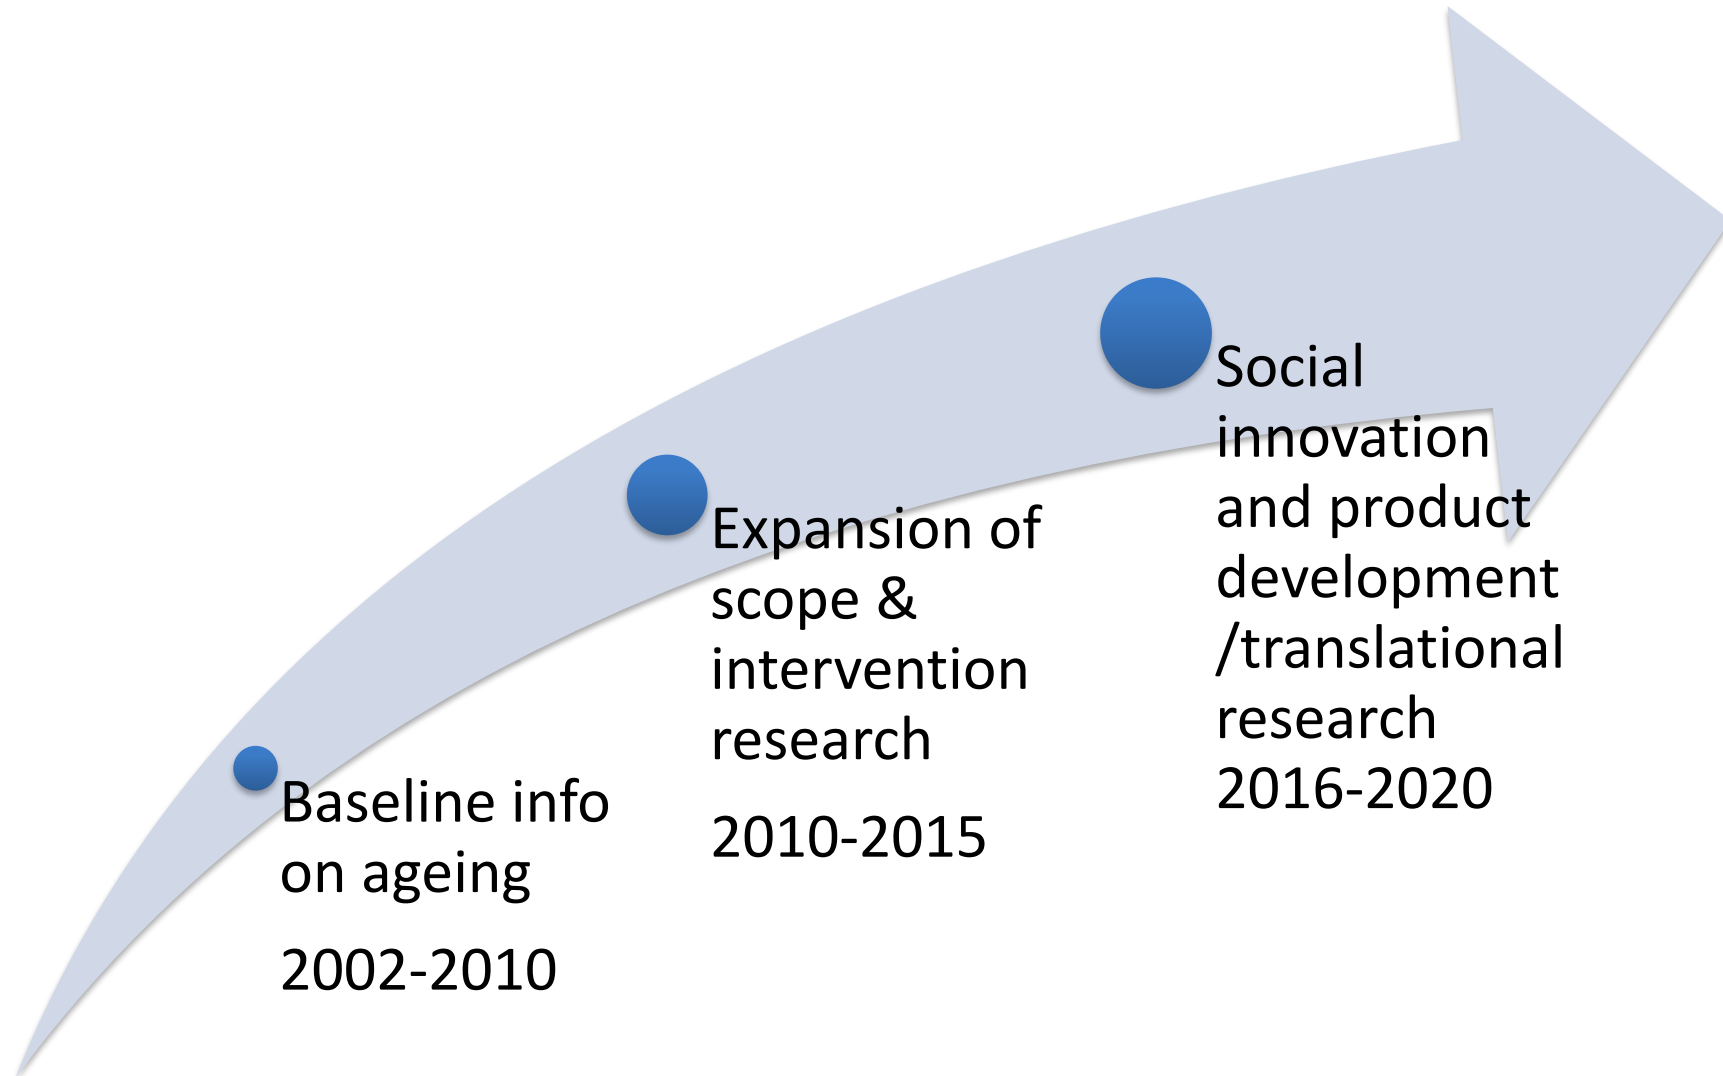 Baseline info
on ageing
2002-2010
Expansion of
scope &
intervention
research
2010-2015
Social
innovation
and product
development
/translational
research
2016-2020